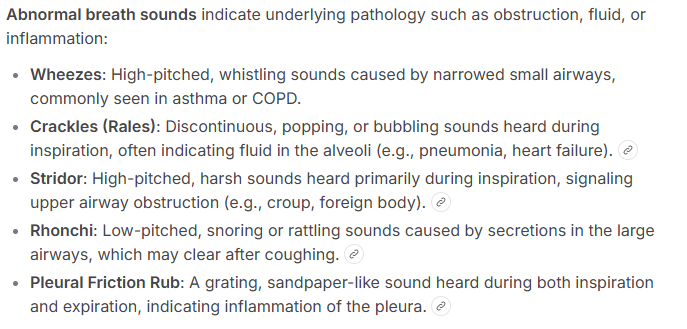 Abnormal breath sounds indicate underlying pathology such as obstruction, fluid, or
inflammation:
• Wheezes: High-pitched, whistling sounds caused by narrowed small airways,
commonly seen in asthma or COPD.
• Crackles (Rales): Discontinuous, popping, or bubbling sounds heard during
inspiration, often indicating fluid in the alveoli (e.g., pneumonia, heart failure).
• Stridor: High-pitched, harsh sounds heard primarily during inspiration, signaling
upper airway obstruction (e.g., croup, foreign body).
• Rhonchi: Low-pitched, snoring or rattling sounds caused by secretions in the large
airways, which may clear after coughing.
• Pleural Friction Rub: A grating, sandpaper-like sound heard during both inspiration
and expiration, indicating inflammation of the pleura.